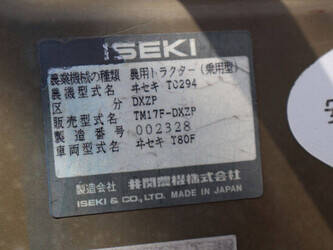 ISEKI
農業機械の種類 農用トラクター(乗用型)
農機型式名 ヰセキ TC294
区分 DXZP
販売型式名 TM17F-DXZP
製造番号 002328
車両型式名 ヰセキ T80F
製造会社 井関農機株式会社
ISEKI & CO., LTD. MADE IN JAPAN